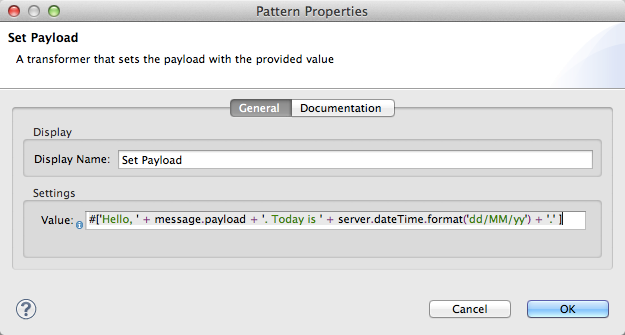 Pattern Properties
Set Payload
A transformer that sets the payload with the provided value
General Documentation
Display
Display Name: Set Payload
Settings
Value: #['Hello, ' + message.payload + '. Today is ' + server.dateTime.format('dd/MM/yy') + '.' ]
? Cancel OK